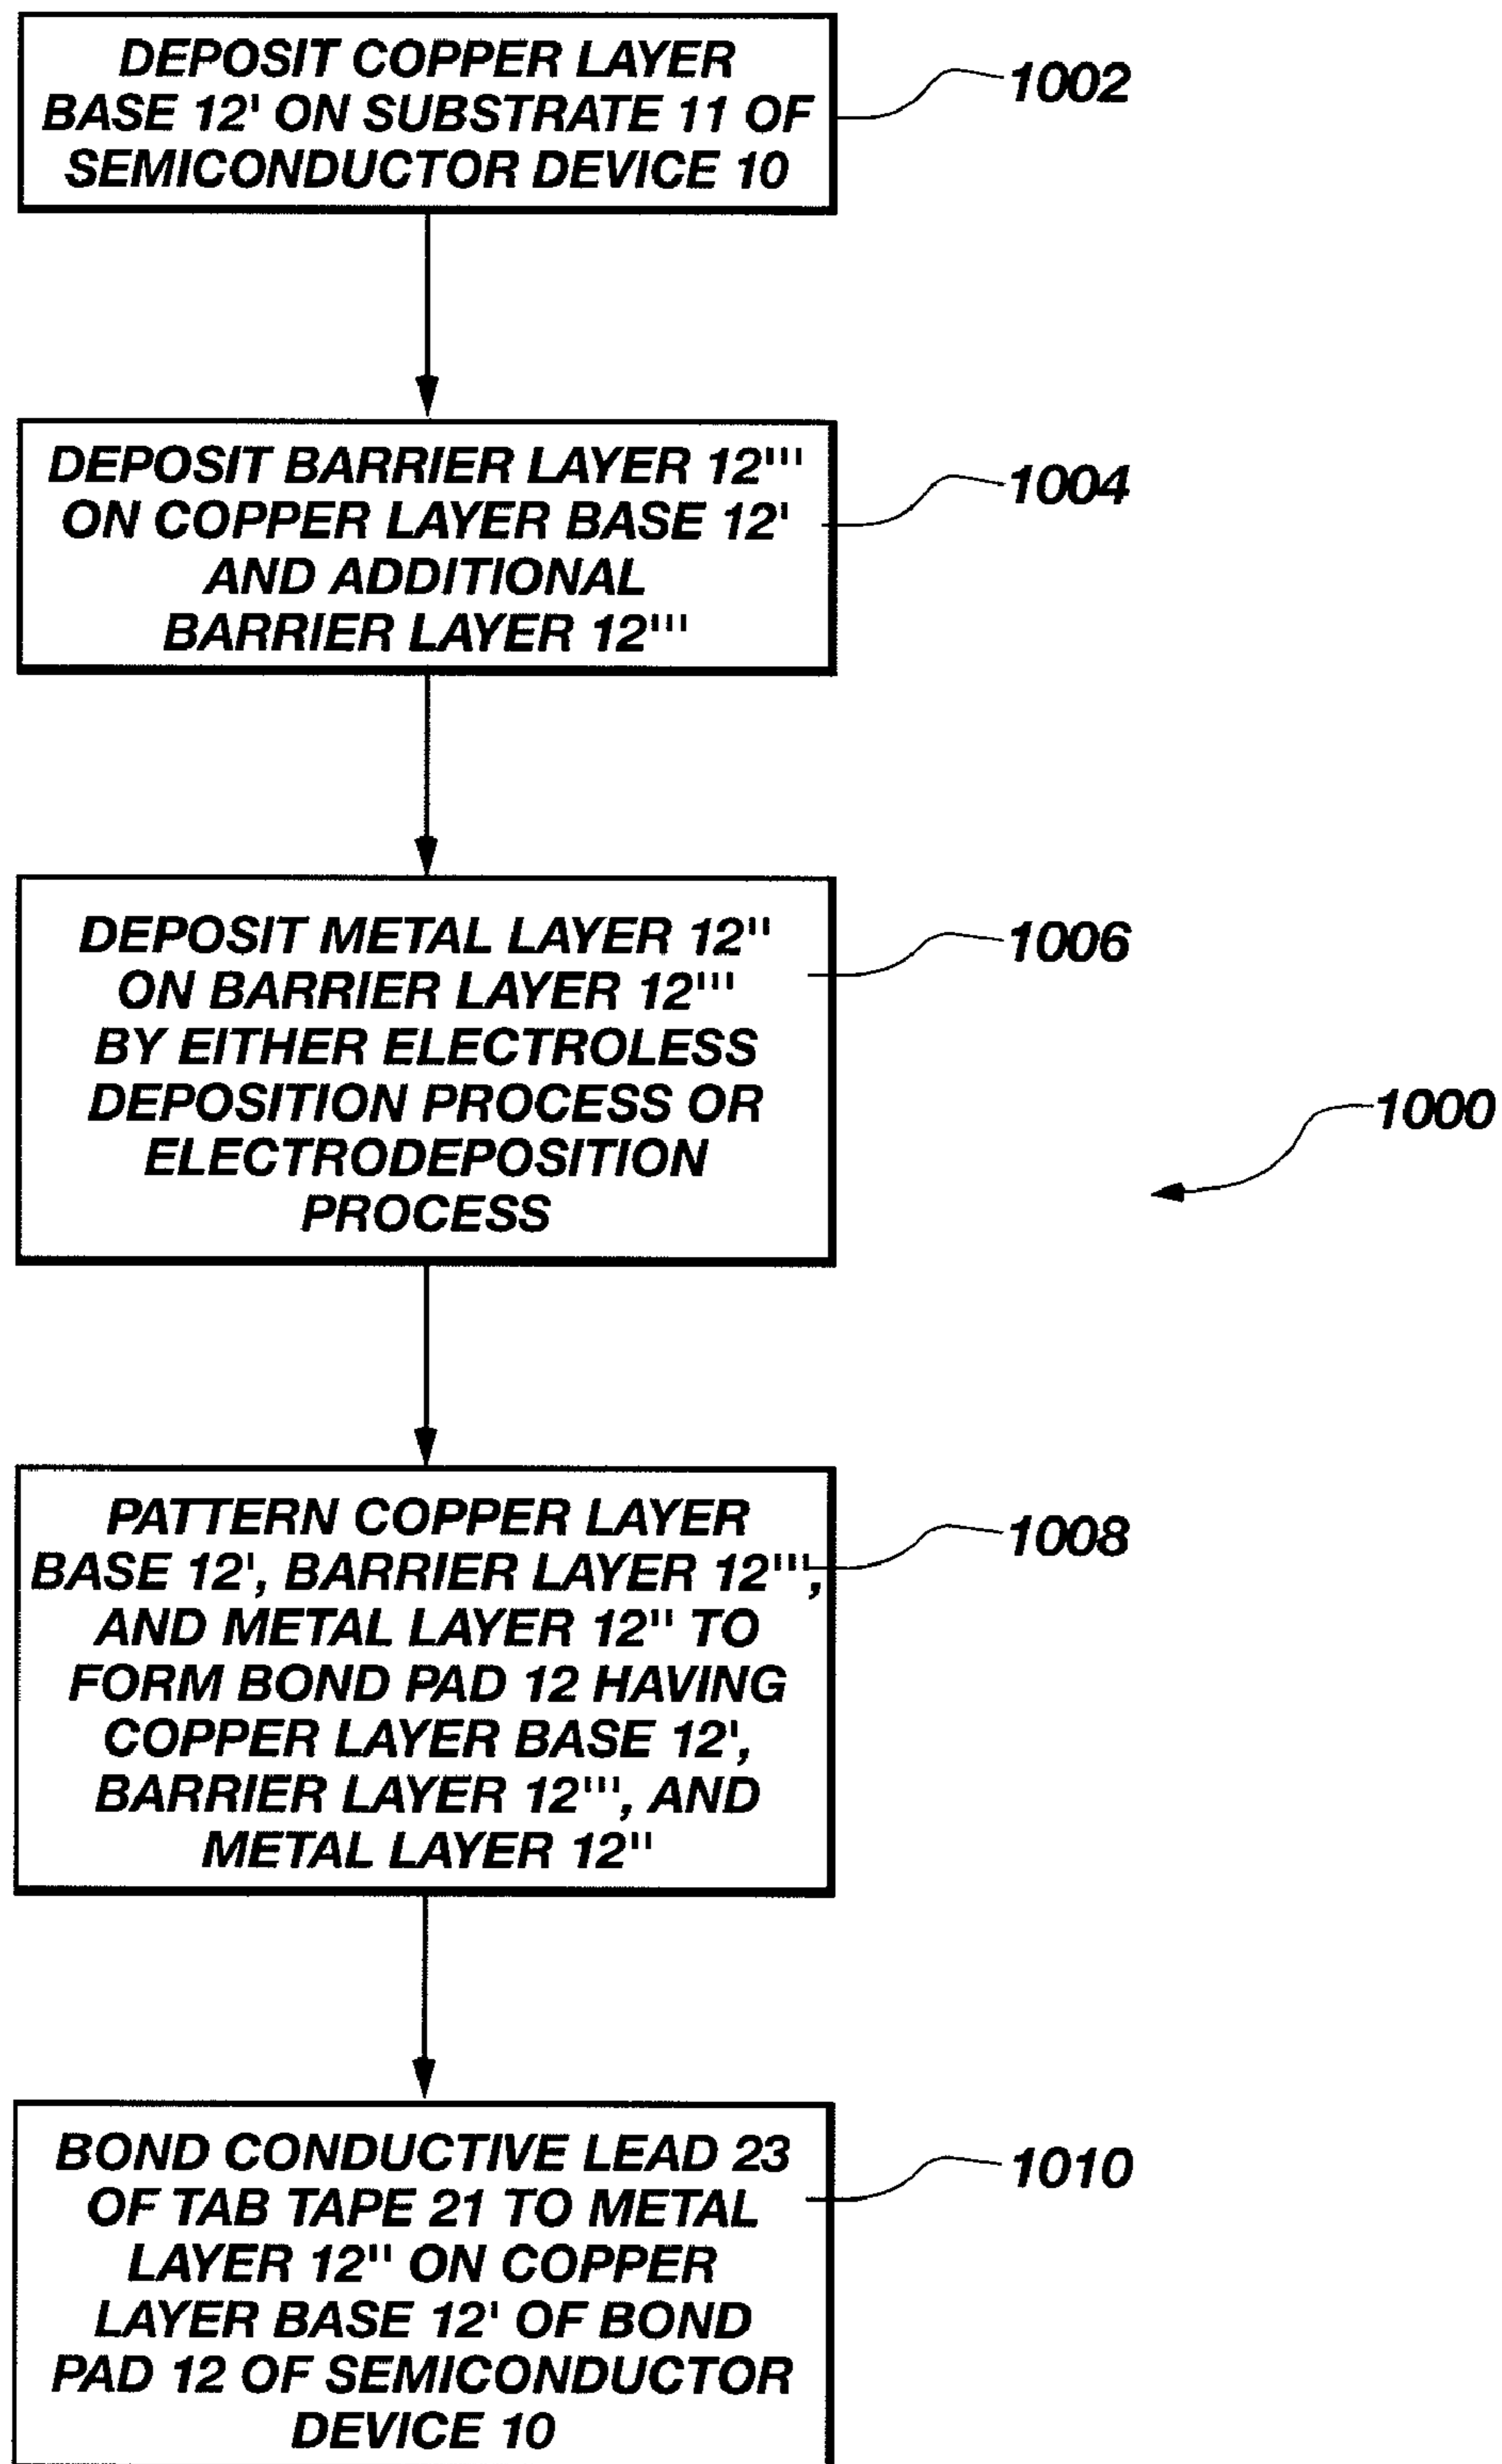 DEPOSIT COPPER LAYER
BASE 12' ON SUBSTRATE 11 OF
SEMICONDUCTOR DEVICE 10
1002
DEPOSIT BARRIER LAYER 12'''
ON COPPER LAYER BASE 12'
AND ADDITIONAL
BARRIER LAYER 12'''
1004
DEPOSIT METAL LAYER 12''
ON BARRIER LAYER 12'''
BY EITHER ELECTROLESS
DEPOSITION PROCESS OR
ELECTRODEPOSITION
PROCESS
1006
1000
PATTERN COPPER LAYER
BASE 12', BARRIER LAYER 12''',
AND METAL LAYER 12'' TO
FORM BOND PAD 12 HAVING
COPPER LAYER BASE 12',
BARRIER LAYER 12''', AND
METAL LAYER 12''
1008
BOND CONDUCTIVE LEAD 23
OF TAB TAPE 21 TO METAL
LAYER 12'' ON COPPER
LAYER BASE 12' OF BOND
PAD 12 OF SEMICONDUCTOR
DEVICE 10
1010